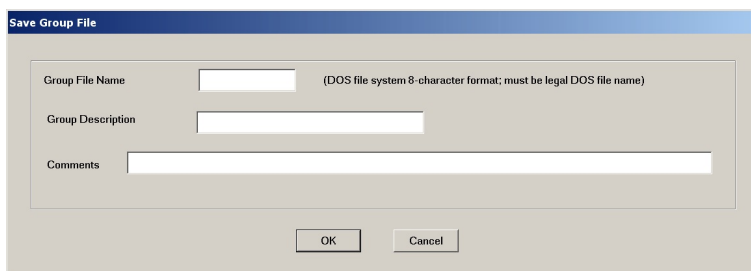 Save Group File
Group File Name (DOS file system 8-character format; must be legal DOS file name)
Group Description
Comments
OK Cancel